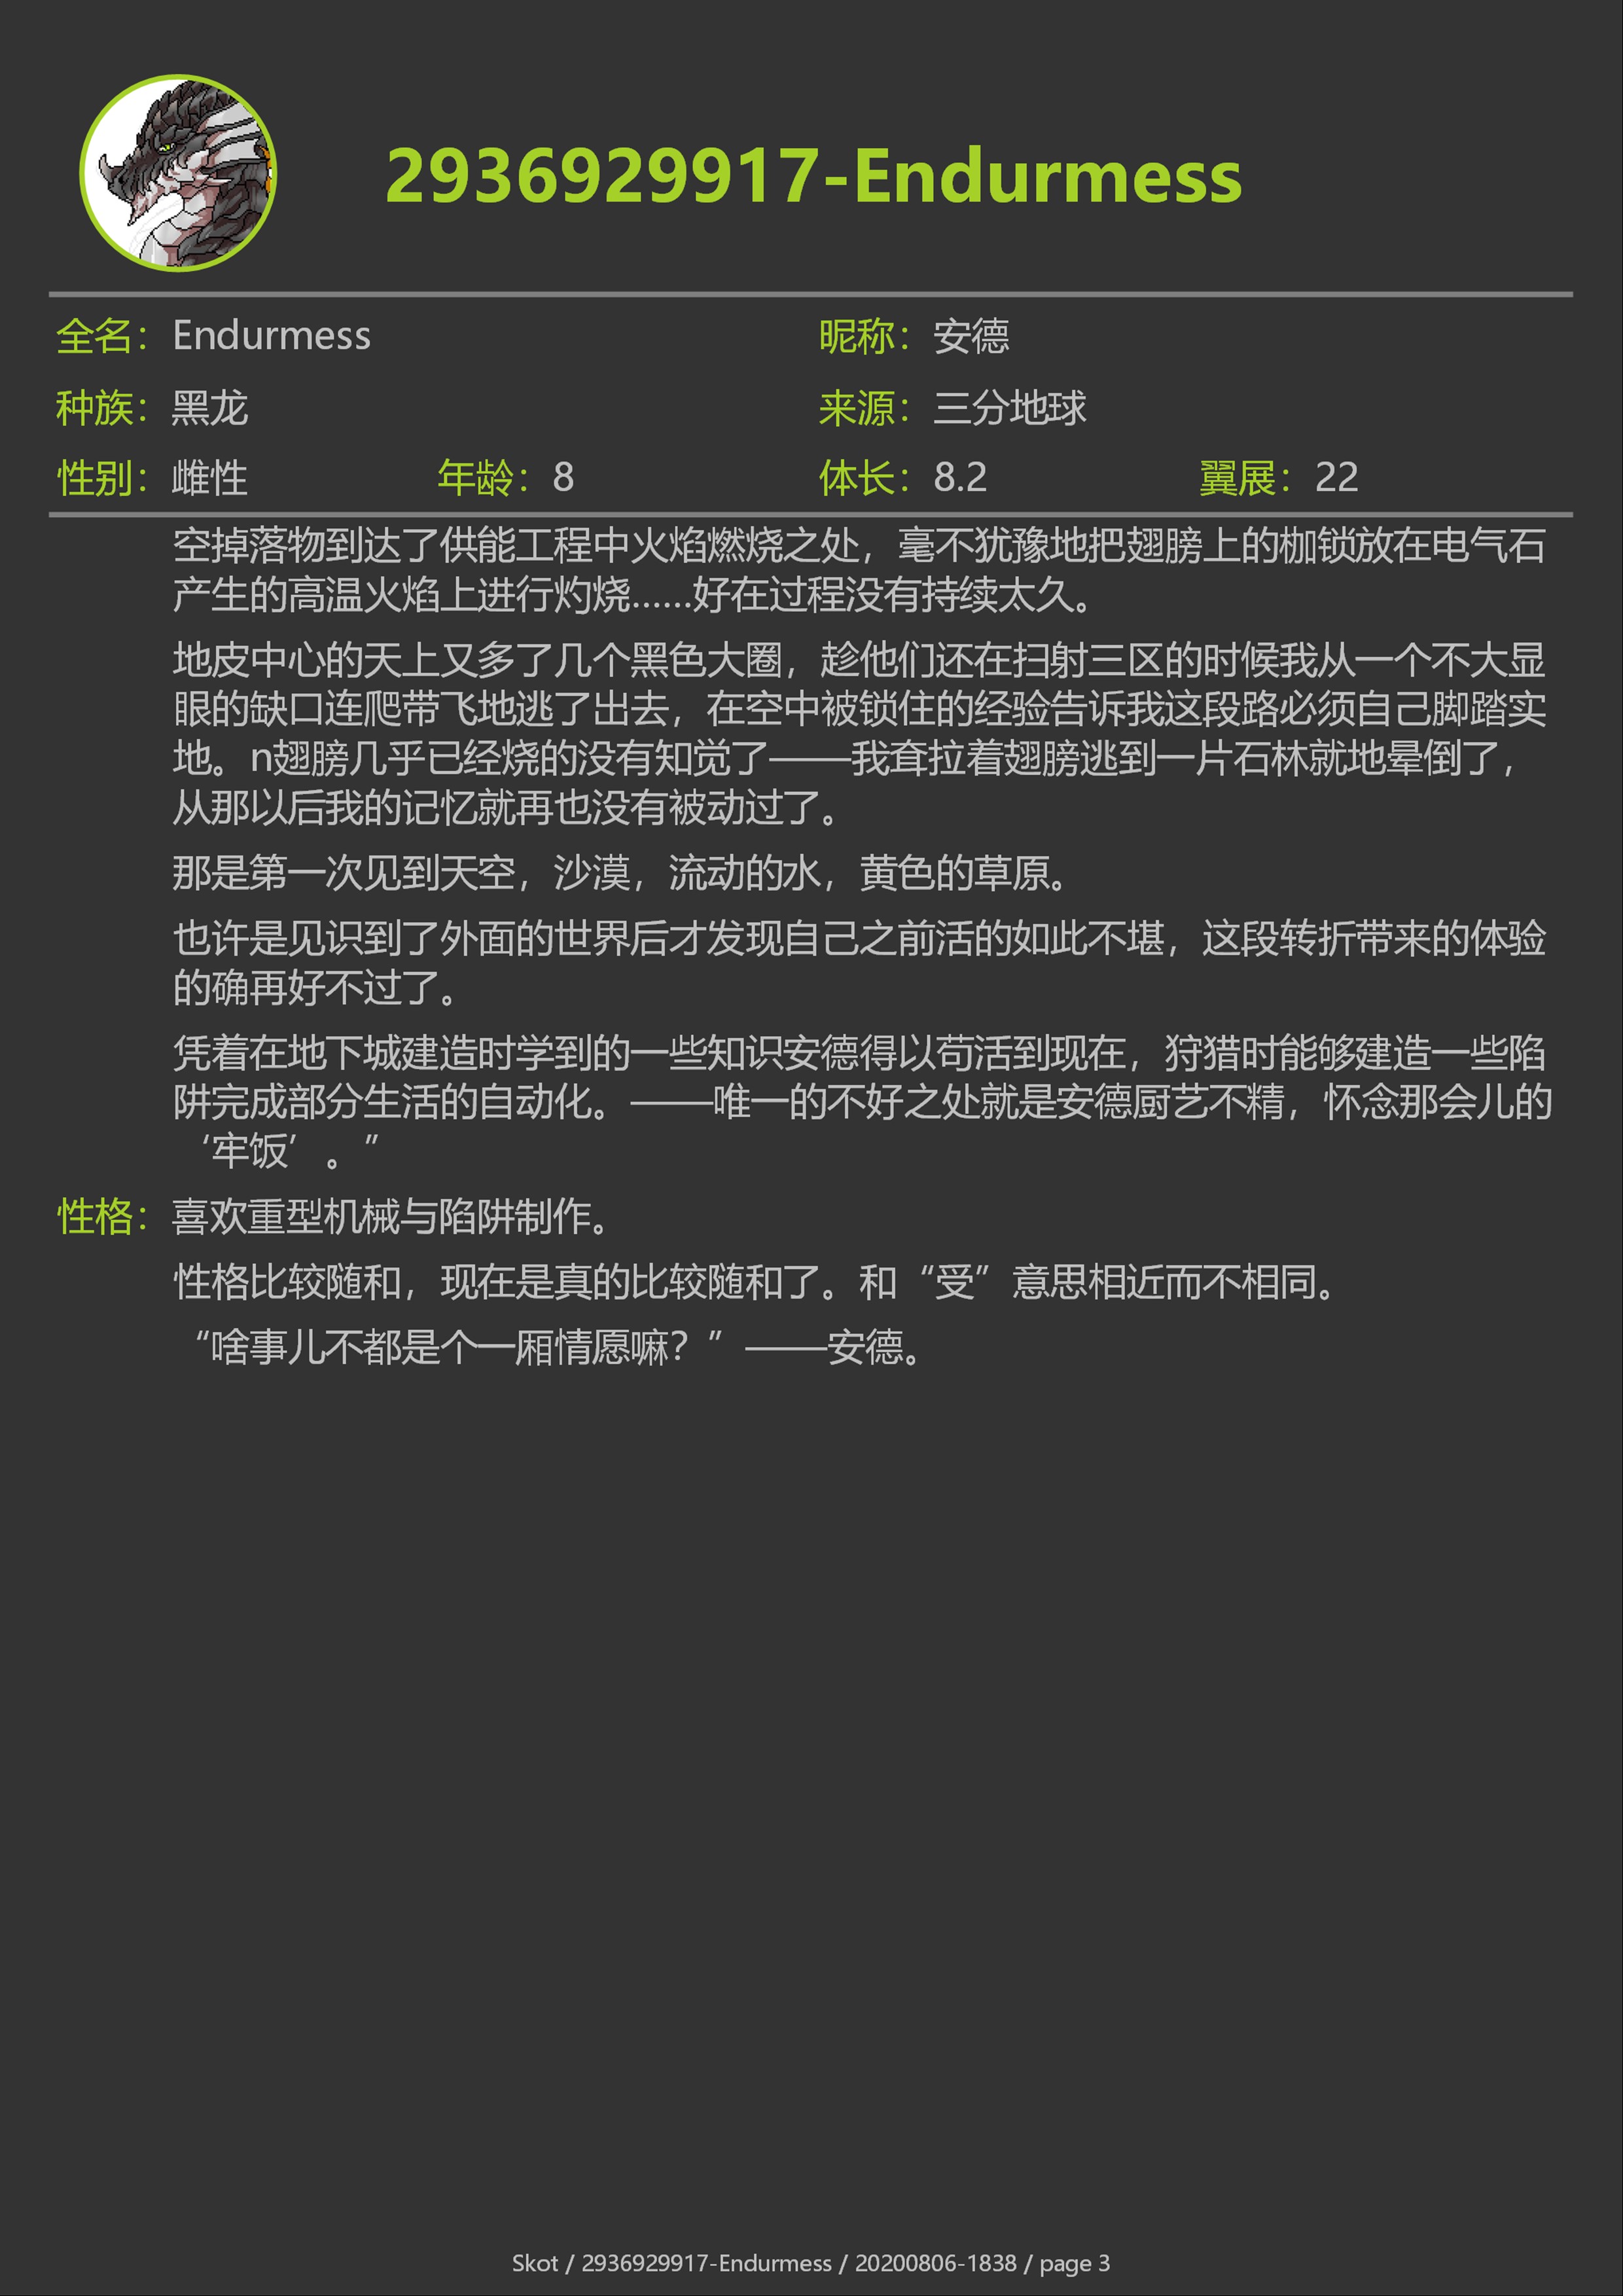 2936929917-Endurmess
全名：Endurmess 昵称：安德
种族：黑龙 来源：三分地球
性别：雌性 年龄：8 体长：8.2 翼展：22
空掉落物到达了供能工程中火焰燃烧之处，毫不犹豫地把翅膀上的枷锁放在电气石
产生的高温火焰上进行灼烧……好在过程没有持续太久。
地皮中心的天上又多了几个黑色大圈，趁他们还在扫射三区的时候我从一个不大显
眼的缺口连爬带飞地逃了出去，在空中被锁住的经验告诉我这段路必须自己脚踏实
地。n翅膀几乎已经烧的没有知觉了——我耷拉着翅膀逃到一片石林就地晕倒了，
从那以后我的记忆就再也没有被动过了。
那是第一次见到天空，沙漠，流动的水，黄色的草原。
也许是见识到了外面的世界后才发现自己之前活的如此不堪，这段转折带来的体验
的确再好不过了。
凭着在地下城建造时学到的一些知识安德得以苟活到现在，狩猎时能够建造一些陷
阱完成部分生活的自动化。——唯一的不好之处就是安德厨艺不精，怀念那会儿的
‘牢饭’。”
性格：喜欢重型机械与陷阱制作。
性格比较随和，现在是真的比较随和了。和“受”意思相近而不相同。
“啥事儿不都是个一厢情愿嘛？”——安德。
Skot / 2936929917-Endurmess / 20200806-1838 / page 3